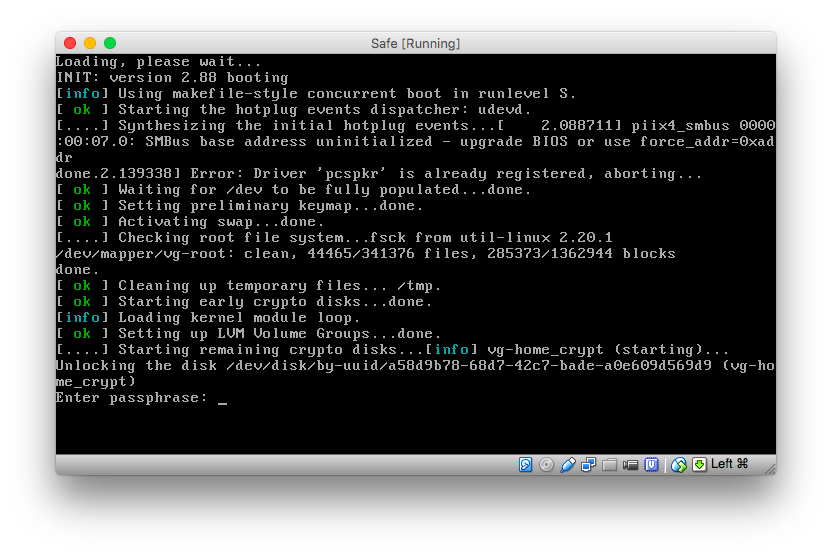 Safe [Running]
Loading, please wait...
INIT: version 2.88 booting
[info] Using makefile-style concurrent boot in runlevel S.
[ ok ] Starting the hotplug events dispatcher: udevd.
[....] Synthesizing the initial hotplug events...[    2.088711] piix4_smbus 0000
:00:07.0: SMBus base address uninitialized - upgrade BIOS or use force_addr=0xad
dr
done.2.139338] Error: Driver 'pcspkr' is already registered, aborting...
[ ok ] Waiting for /dev to be fully populated...done.
[ ok ] Setting preliminary keymap...done.
[ ok ] Activating swap...done.
[....] Checking root file system...fsck from util-linux 2.20.1
/dev/mapper/vg-root: clean, 44465/341376 files, 285373/1362944 blocks
done.
[ ok ] Cleaning up temporary files... /tmp.
[ ok ] Starting early crypto disks...done.
[info] Loading kernel module loop.
[ ok ] Setting up LVM Volume Groups...done.
[....] Starting remaining crypto disks...[info] vg-home_crypt (starting)...
Unlocking the disk /dev/disk/by-uuid/a58d9b78-68d7-42c7-bade-a0e609d569d9 (vg-ho
me_crypt)
Enter passphrase: _
Left ⌘